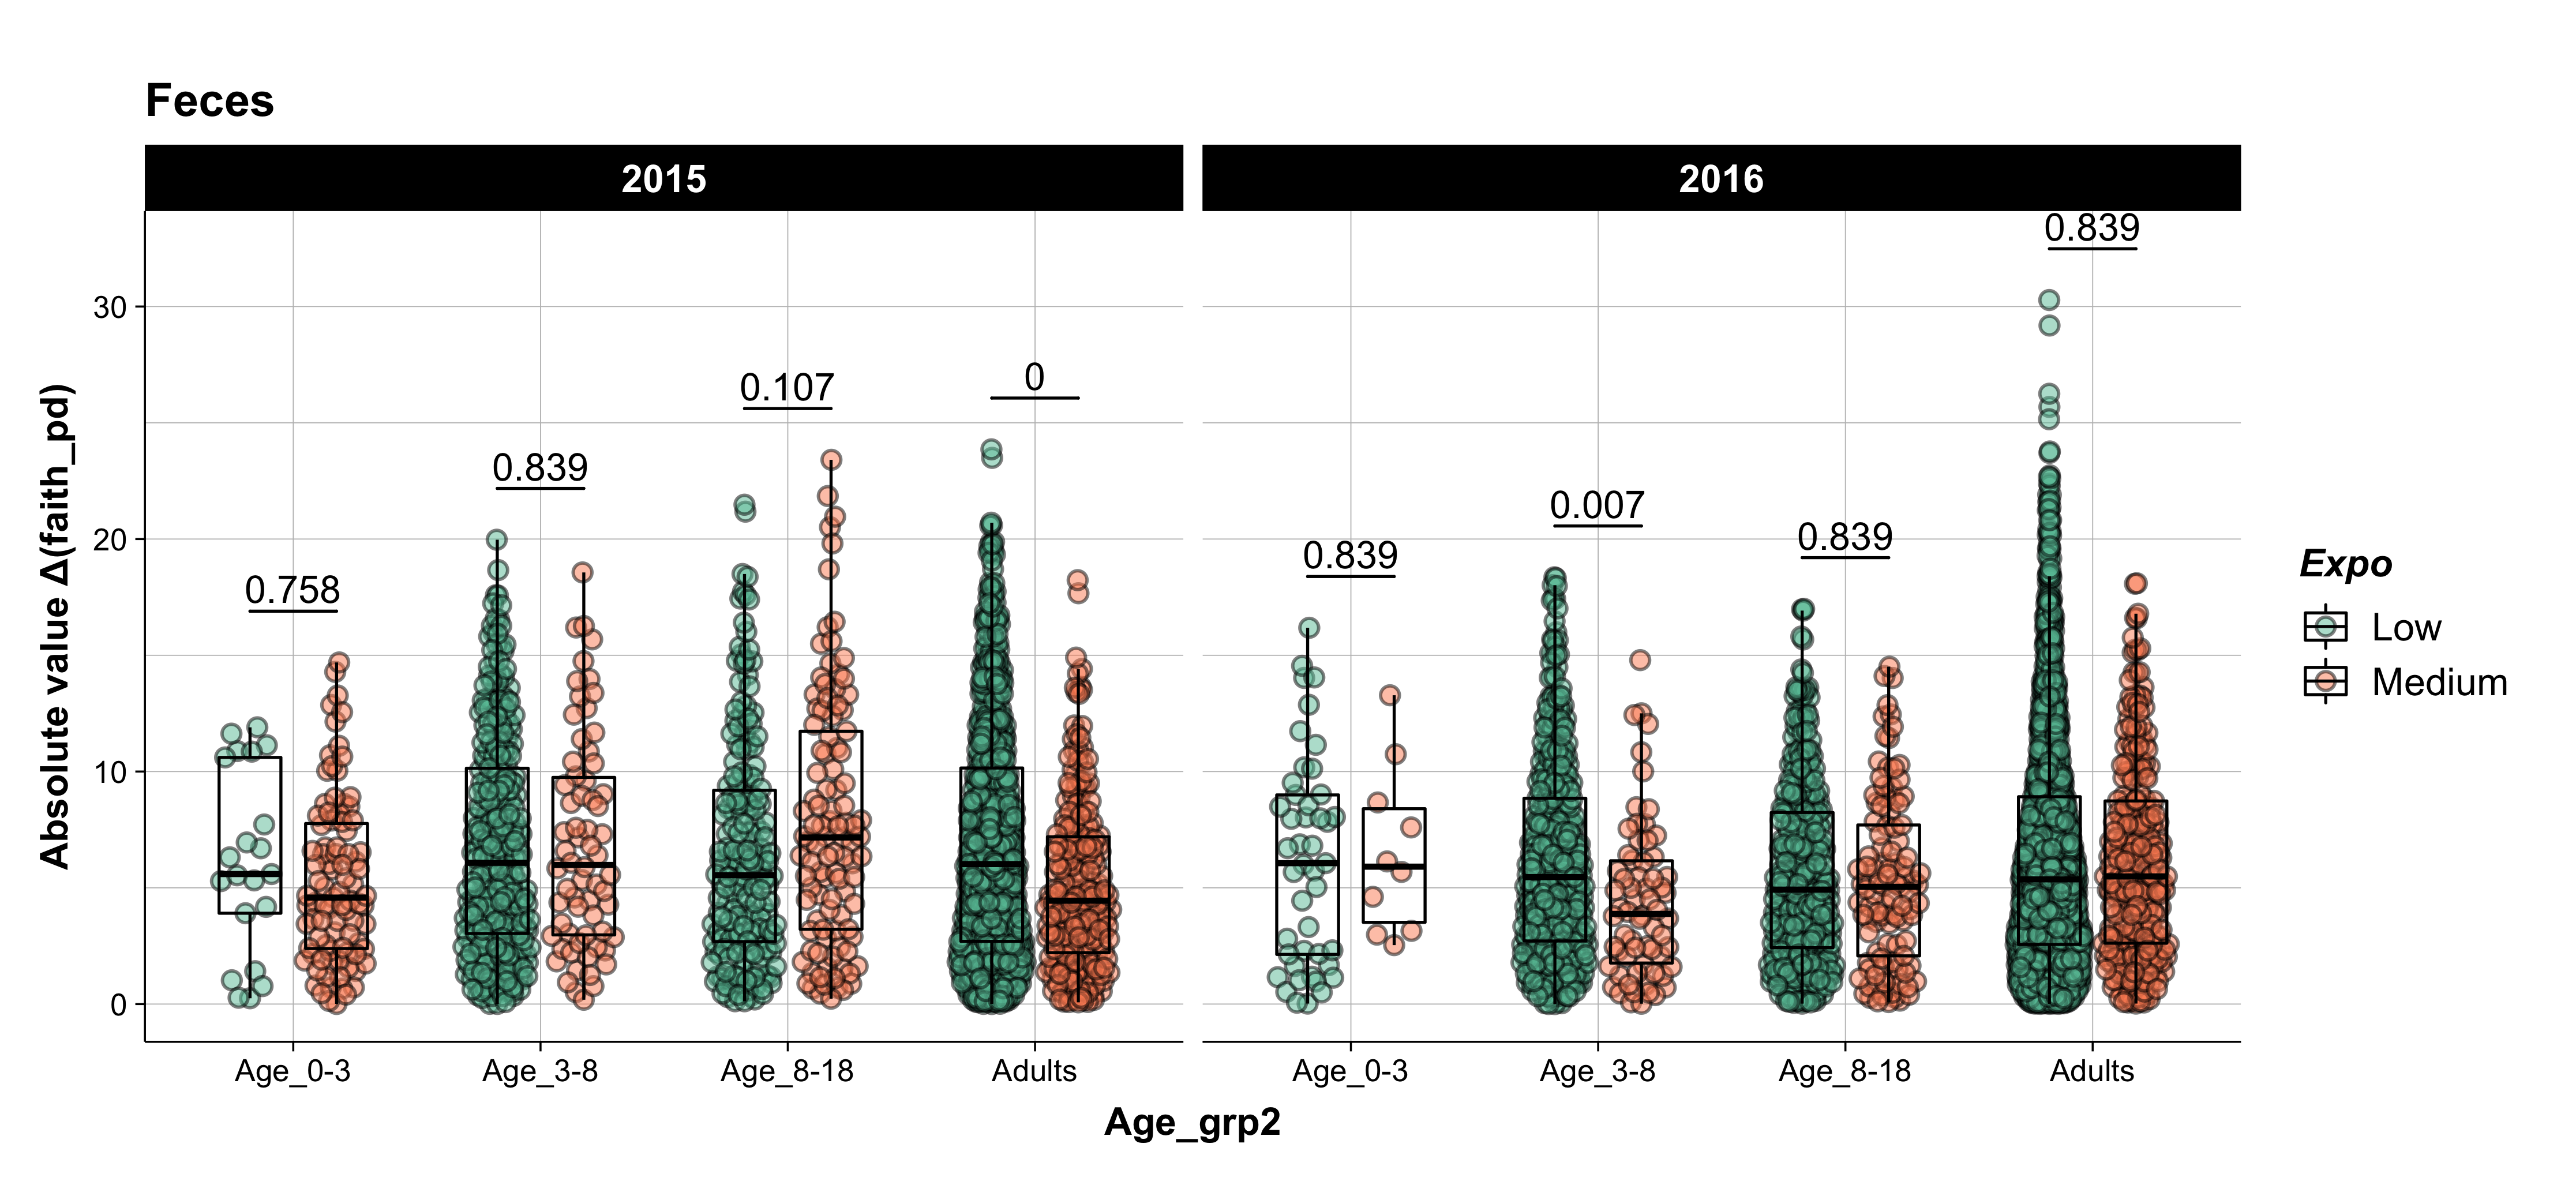 Feces
2015
2016
0.839
0
0.107
0.839
0.758
0.007
0.839
0.839
30
20
10
0
Absolute value Δ(faith_pd)
Age_0-3
Age_3-8
Age_8-18
Adults
Age_0-3
Age_3-8
Age_8-18
Adults
Age_grp2
Expo
Low
Medium